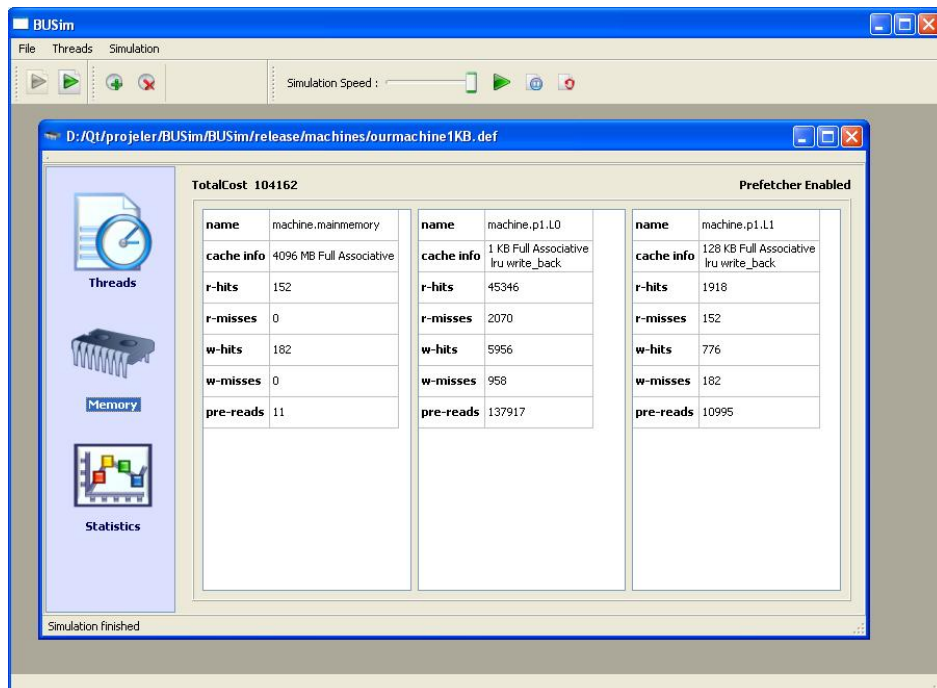 BUSim
File Threads Simulation
Simulation Speed :
D:/Qt/projeler/BUSim/BUSim/release/machines/ourmachine1KB.def
TotalCost 104162 Prefetcher Enabled
Threads
Memory
Statistics
name machine.mainmemory
cache info 4096 MB Full Associative
r-hits 152
r-misses 0
w-hits 182
w-misses 0
pre-reads 11
name machine.p1.L0
cache info 1 KB Full Associative
lru write_back
r-hits 45346
r-misses 2070
w-hits 5956
w-misses 958
pre-reads 137917
name machine.p1.L1
cache info 128 KB Full Associative
lru write_back
r-hits 1918
r-misses 152
w-hits 776
w-misses 182
pre-reads 10995
Simulation finished